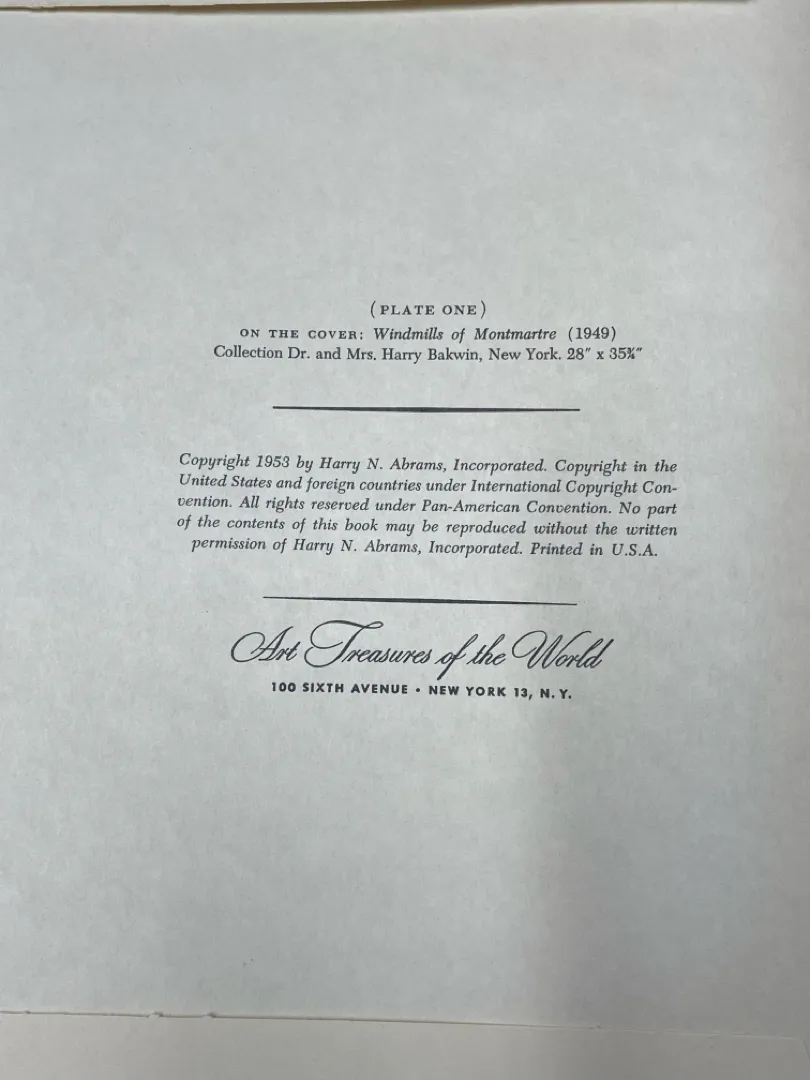 (PLATE ONE)
ON THE COVER: Windmills of Montmartre (1949)
Collection Dr. and Mrs. Harry Bakwin, New York. 28″ x 35¾″
Copyright 1953 by Harry N. Abrams, Incorporated. Copyright in the
United States and foreign countries under International Copyright Con-
vention. All rights reserved under Pan-American Convention. No part
of the contents of this book may be reproduced without the written
permission of Harry N. Abrams, Incorporated. Printed in U.S.A.
Art Treasures of the World
100 SIXTH AVENUE • NEW YORK 13, N. Y.